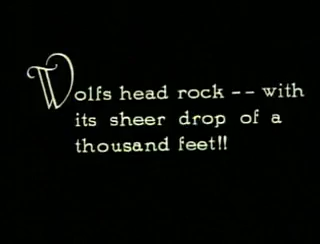 Wolfs head rock -- with
its sheer drop of a
thousand feet!!